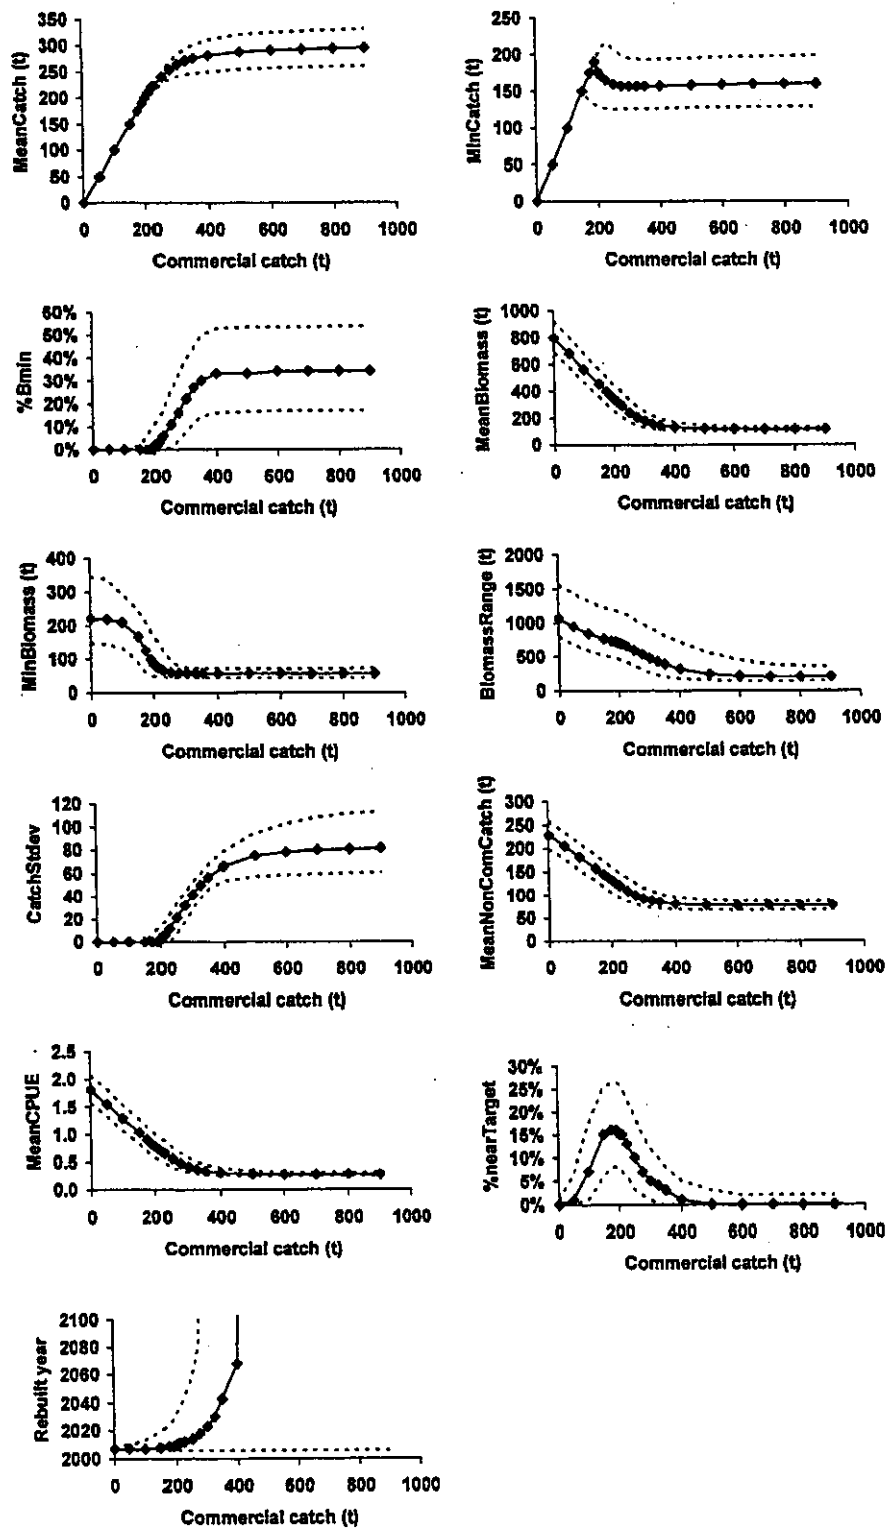 MeanCatch (t)
350
300
250
200
150
100
50
0
0 200 400 600 800 1000
Commercial catch (t)
MinCatch (t)
250
200
150
100
50
0
0 200 400 600 800 1000
Commercial catch (t)
%Bmin
60%
50%
40%
30%
20%
10%
0%
0 200 400 600 800 1000
Commercial catch (t)
MeanBiomass (t)
1000
800
600
400
200
0
0 200 400 600 800 1000
Commercial catch (t)
MinBiomass (t)
400
300
200
100
0
0 200 400 600 800 1000
Commercial catch (t)
BiomassRange (t)
2000
1500
1000
500
0
0 200 400 600 800 1000
Commercial catch (t)
CatchStdev
120
100
80
60
40
20
0
0 200 400 600 800 1000
Commercial catch (t)
MeanNonComCatch (t)
300
250
200
150
100
50
0
0 200 400 600 800 1000
Commercial catch (t)
MeanCPUE
2.5
2.0
1.5
1.0
0.5
0.0
0 200 400 600 800 1000
Commercial catch (t)
%nearTarget
30%
25%
20%
15%
10%
5%
0%
0 200 400 600 800 1000
Commercial catch (t)
Rebuilt year
2100
2080
2060
2040
2020
2000
0 200 400 600 800 1000
Commercial catch (t)